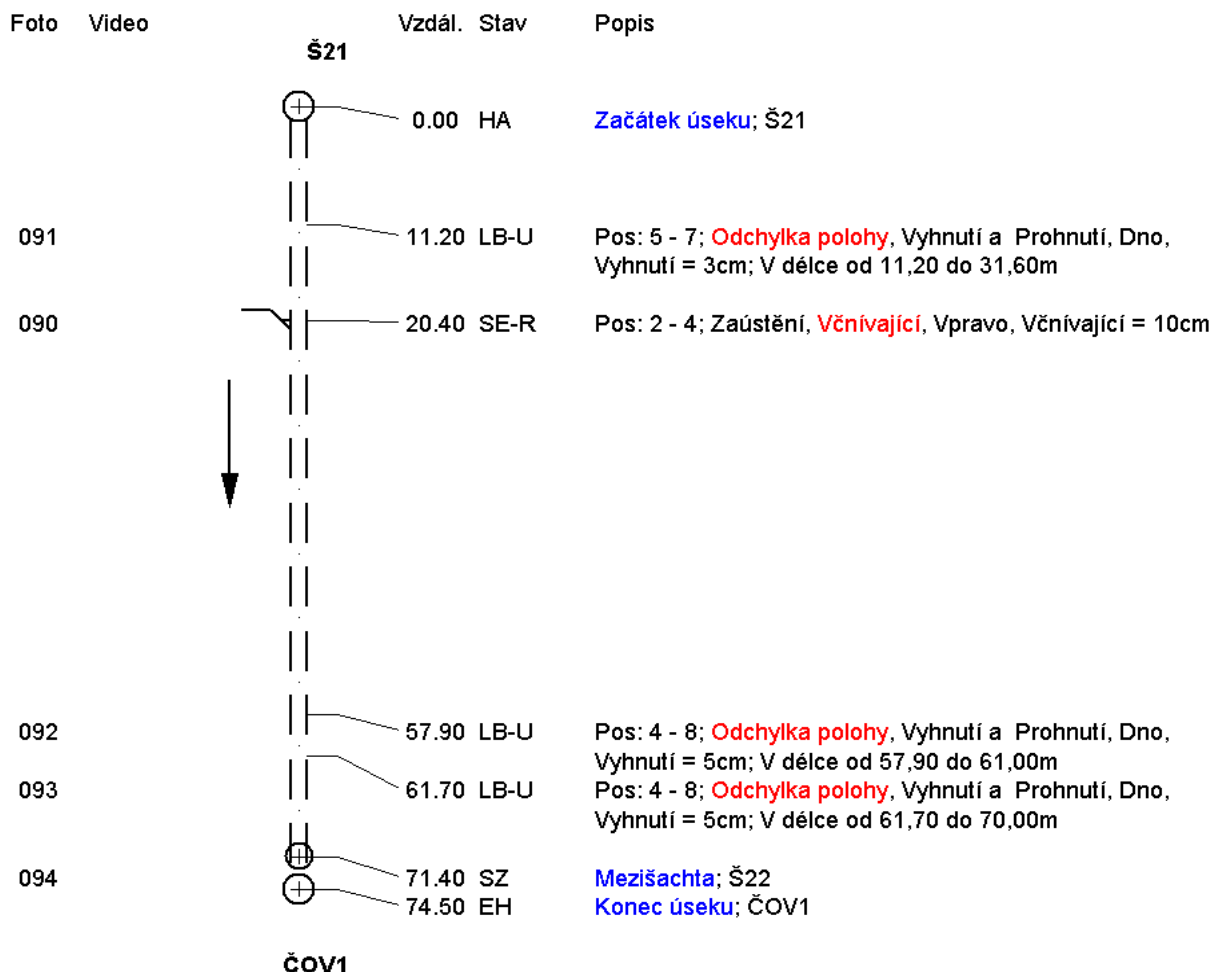 Foto Video Vzdál. Stav Popis
Š21
0.00 HA Začátek úseku; Š21
091 11.20 LB-U Pos: 5 - 7; Odchylka polohy, Vyhnutí a Prohnutí, Dno,
Vyhnutí = 3cm; V délce od 11,20 do 31,60m
090 20.40 SE-R Pos: 2 - 4; Zaústění, Včnívající, Vpravo, Včnívající = 10cm
092 57.90 LB-U Pos: 4 - 8; Odchylka polohy, Vyhnutí a Prohnutí, Dno,
Vyhnutí = 5cm; V délce od 57,90 do 61,00m
093 61.70 LB-U Pos: 4 - 8; Odchylka polohy, Vyhnutí a Prohnutí, Dno,
Vyhnutí = 5cm; V délce od 61,70 do 70,00m
094 71.40 SZ Mezišachta; Š22
74.50 EH Konec úseku; ČOV1
ČOV1